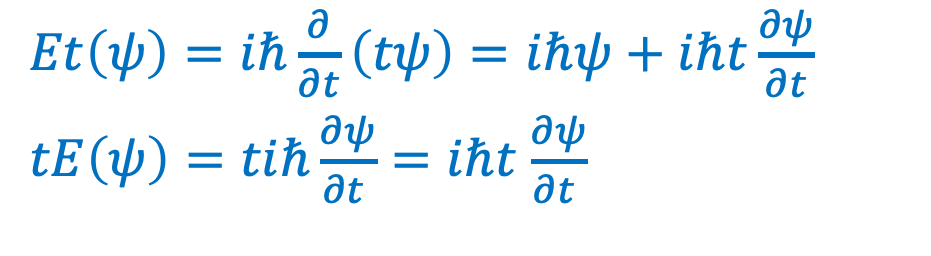 Et(ψ) = iℏ ∂/∂t (tψ) = iℏψ + iℏt ∂ψ/∂t
tE(ψ) = tiℏ ∂ψ/∂t = iℏt ∂ψ/∂t